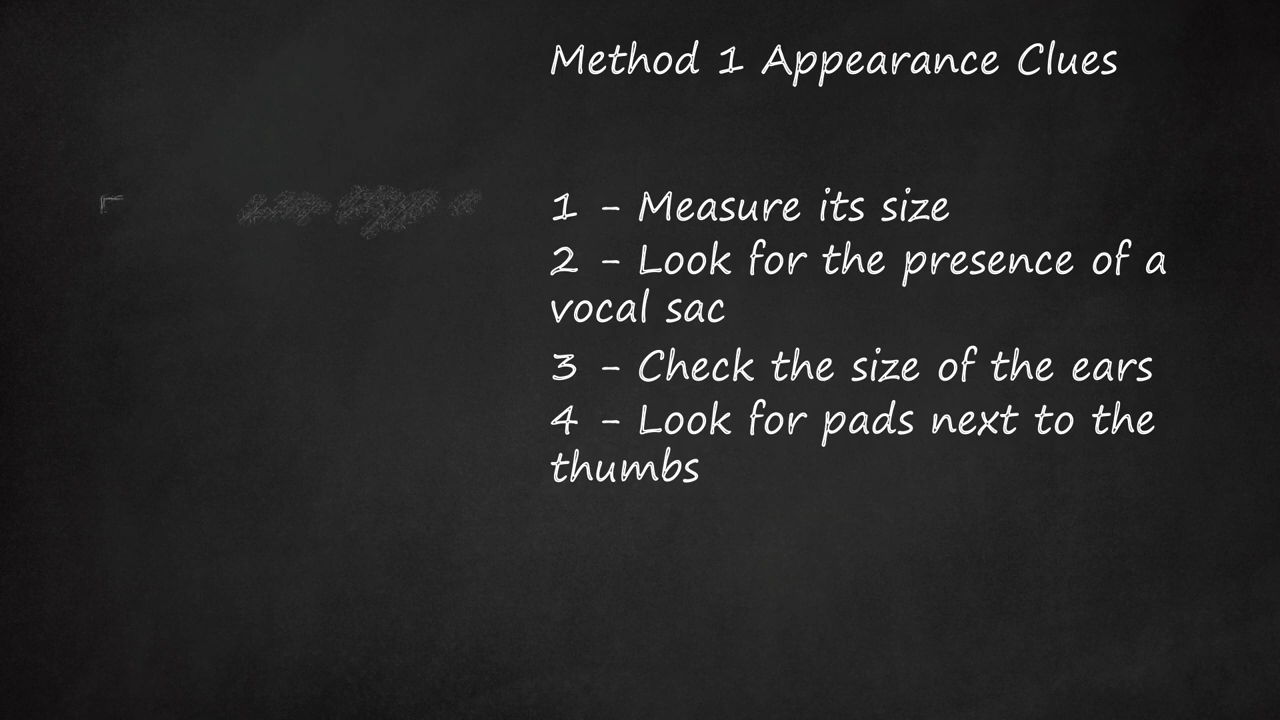 Method 1 Appearance Clues
1 - Measure its size
2 - Look for the presence of a
vocal sac
3 - Check the size of the ears
4 - Look for pads next to the
thumbs